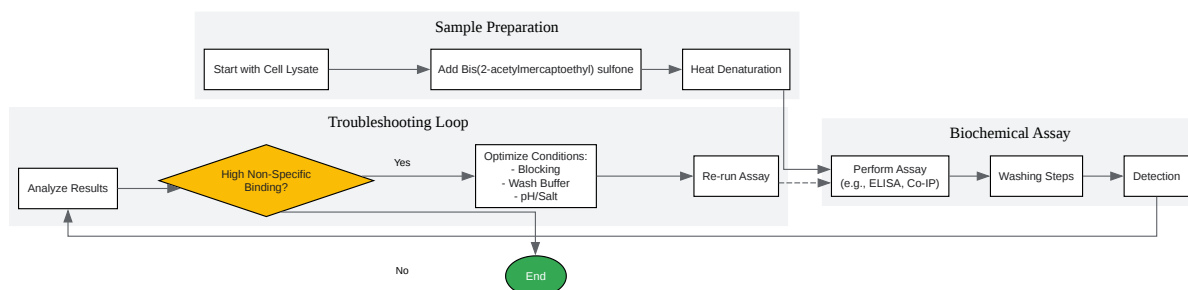 Sample Preparation
Start with Cell Lysate
Add Bis(2-acetylmercaptoethyl) sulfone
Heat Denaturation
Troubleshooting Loop
Biochemical Assay
Analyze Results
High Non-Specific
Binding?
Yes
Optimize Conditions:
- Blocking
- Wash Buffer
- pH/Salt
Re-run Assay
Perform Assay
(e.g., ELISA, Co-IP)
Washing Steps
Detection
No
End